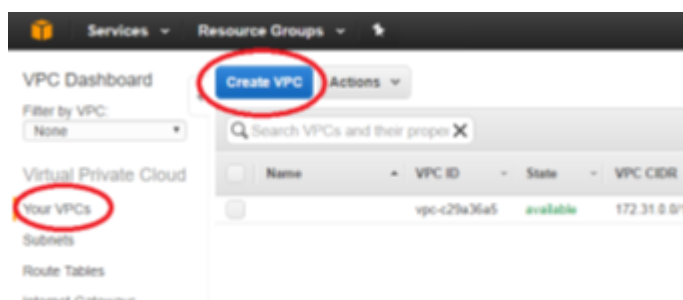 Services Resource Groups
VPC Dashboard
Filter by VPC:
None
Virtual Private Cloud
Your VPCs
Subnets
Route Tables
Internet Gateways
Create VPC Actions
Search VPCs and their proper
Name VPC ID State VPC CIDR
vpc-c29a36a5 available 172.31.0.0/